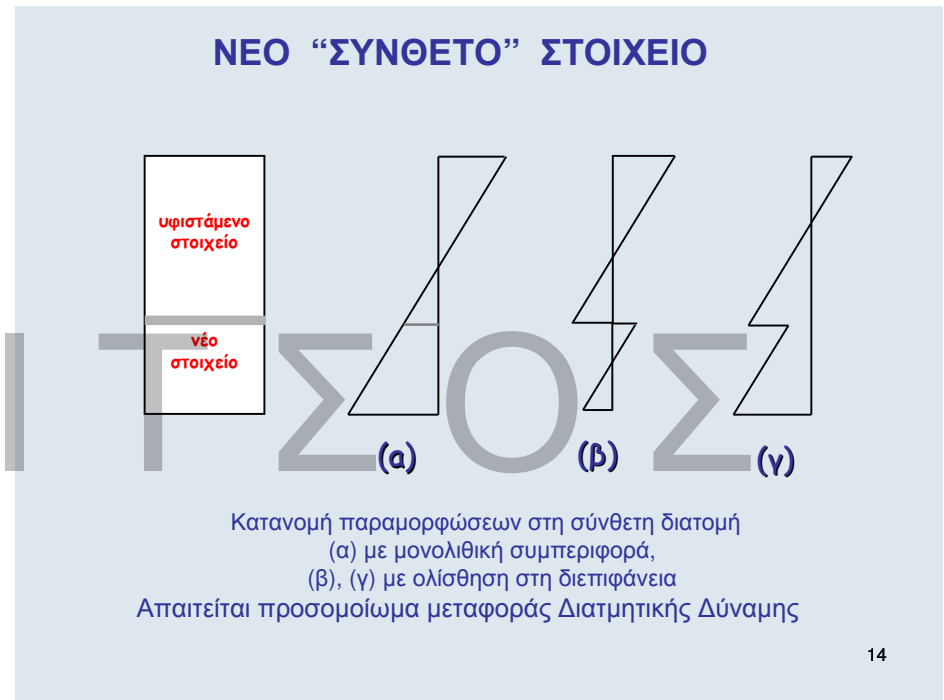 ΝΕΟ “ΣΥΝΘΕΤΟ” ΣΤΟΙΧΕΙΟ
υφιστάμενο
στοιχείο
νέο
στοιχείο
ΙΤΣΟΣ
(α)
(β)
(γ)
Κατανομή παραμορφώσεων στη σύνθετη διατομή
(α) με μονολιθική συμπεριφορά,
(β), (γ) με ολίσθηση στη διεπιφάνεια
Απαιτείται προσομοίωμα μεταφοράς Διατμητικής Δύναμης
14